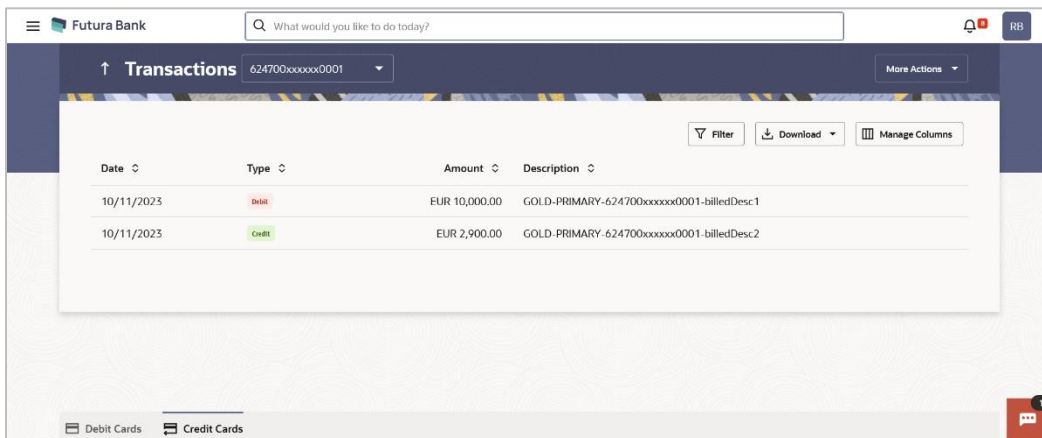 Futura Bank
What would you like to do today?
8
RB
Transactions
624700xxxxxx0001
More Actions
Filter
Download
Manage Columns
Date Type Amount Description
10/11/2023 Debit EUR 10,000.00 GOLD-PRIMARY-624700xxxxxx0001-billedDesc1
10/11/2023 Credit EUR 2,900.00 GOLD-PRIMARY-624700xxxxxx0001-billedDesc2
Debit Cards Credit Cards